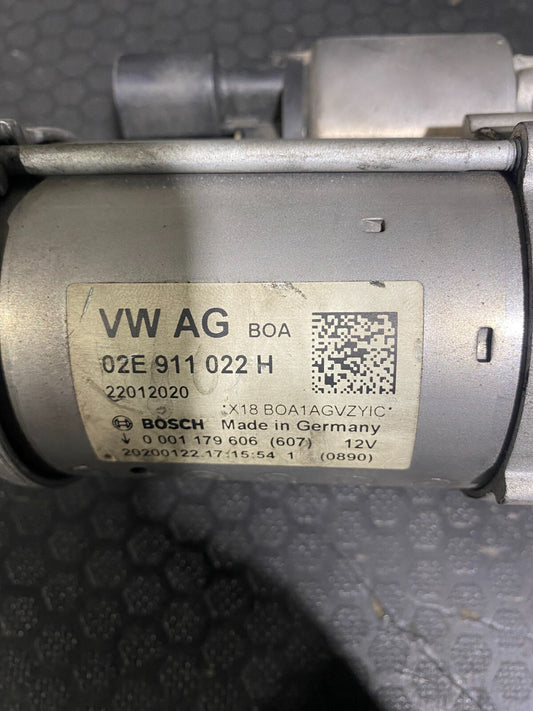 VW AG BOA
02E 911 022 H
22012020
*X18 BOA1AGVZYIC*
BOSCH Made in Germany
↓ 0 001 179 606 (607) 12V
20200122.17:15:54 1 (0890)